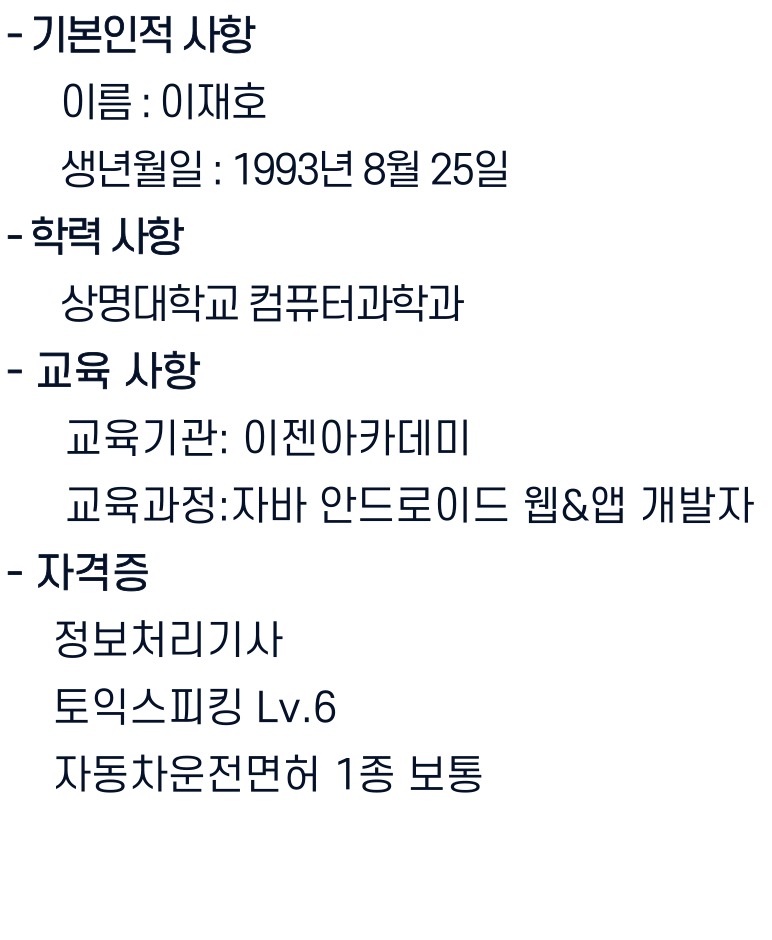 - 기본인적 사항
이름 : 이재호
생년월일 : 1993년 8월 25일
- 학력 사항
상명대학교 컴퓨터과학과
- 교육 사항
교육기관: 이젠아카데미
교육과정:자바 안드로이드 웹&앱 개발자
- 자격증
정보처리기사
토익스피킹 Lv.6
자동차운전면허 1종 보통